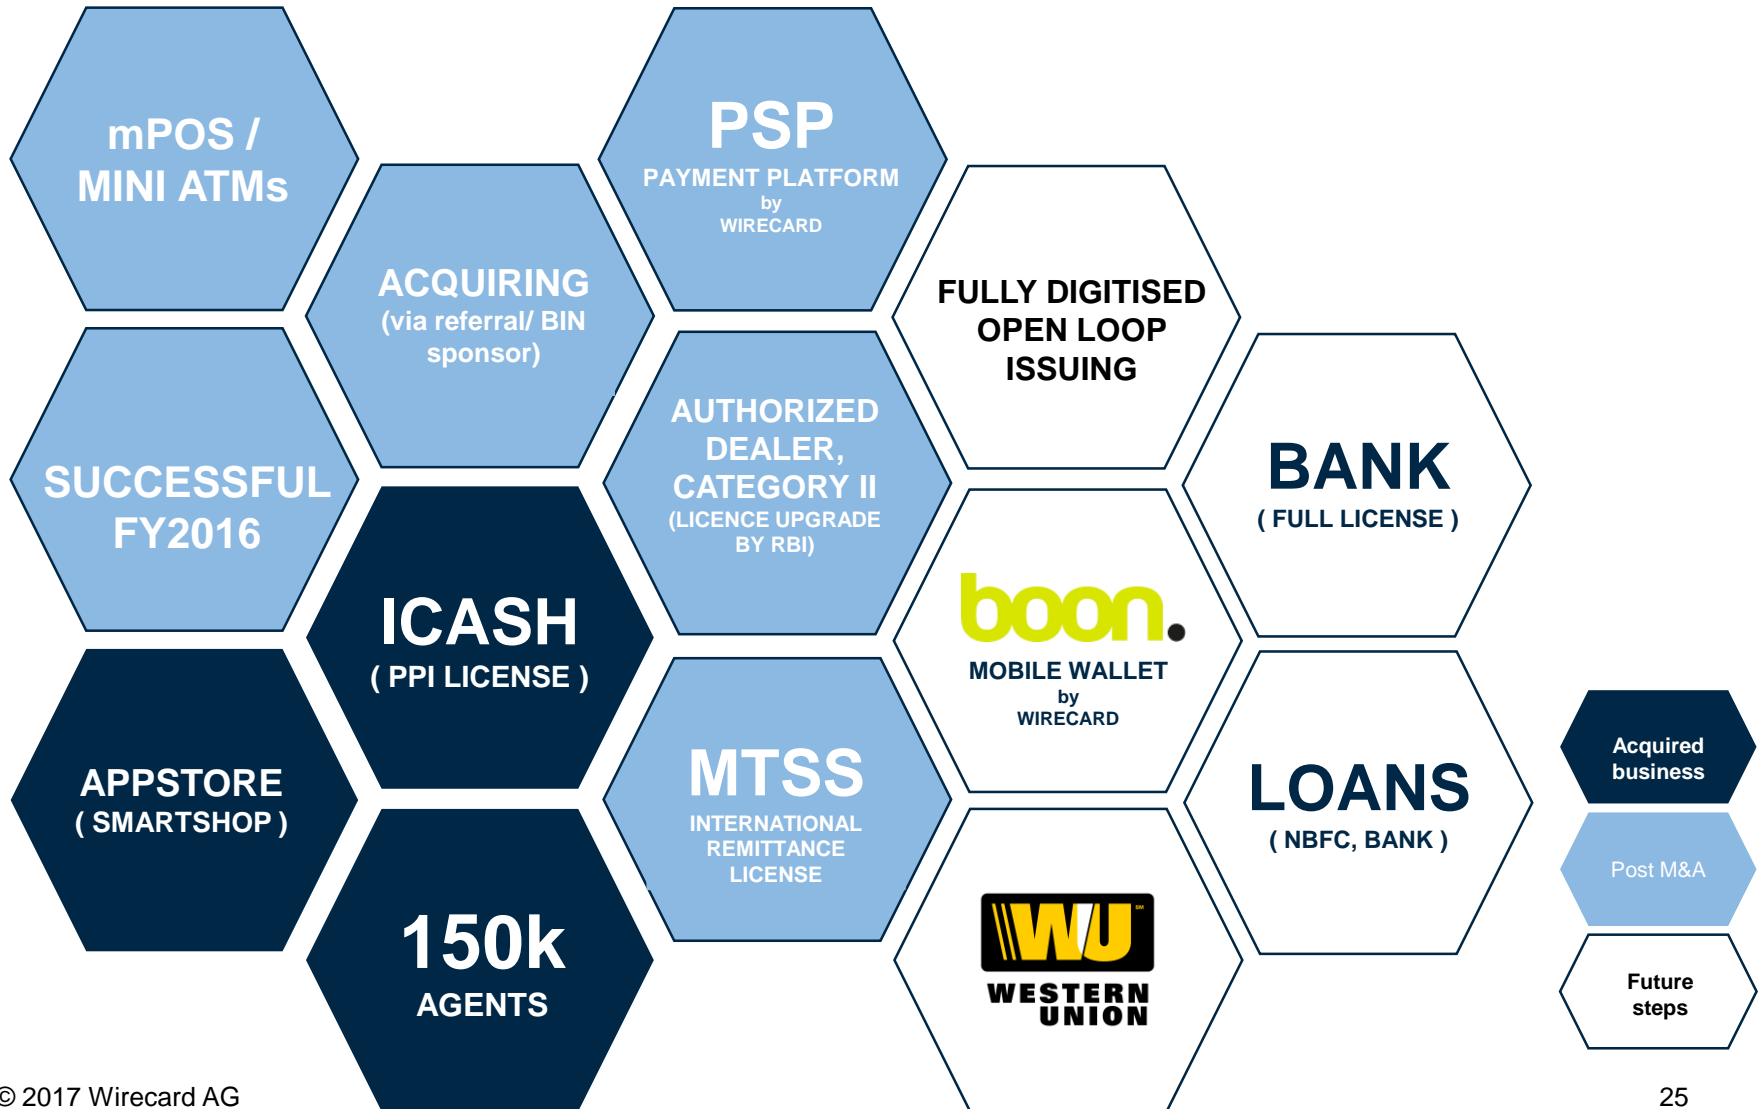 mPOS /
MINI ATMs
SUCCESSFUL
FY2016
APPSTORE
( SMARTSHOP )
ACQUIRING
(via referral/ BIN
sponsor)
ICASH
( PPI LICENSE )
150k
AGENTS
PSP
PAYMENT PLATFORM
by
WIRECARD
AUTHORIZED
DEALER,
CATEGORY II
(LICENCE UPGRADE
BY RBI)
MTSS
INTERNATIONAL
REMITTANCE
LICENSE
FULLY DIGITISED
OPEN LOOP
ISSUING
boon.
MOBILE WALLET
by
WIRECARD
WU
SM
WESTERN
UNION
BANK
( FULL LICENSE )
LOANS
( NBFC, BANK )
Acquired
business
Post M&A
Future
steps
© 2017 Wirecard AG
25